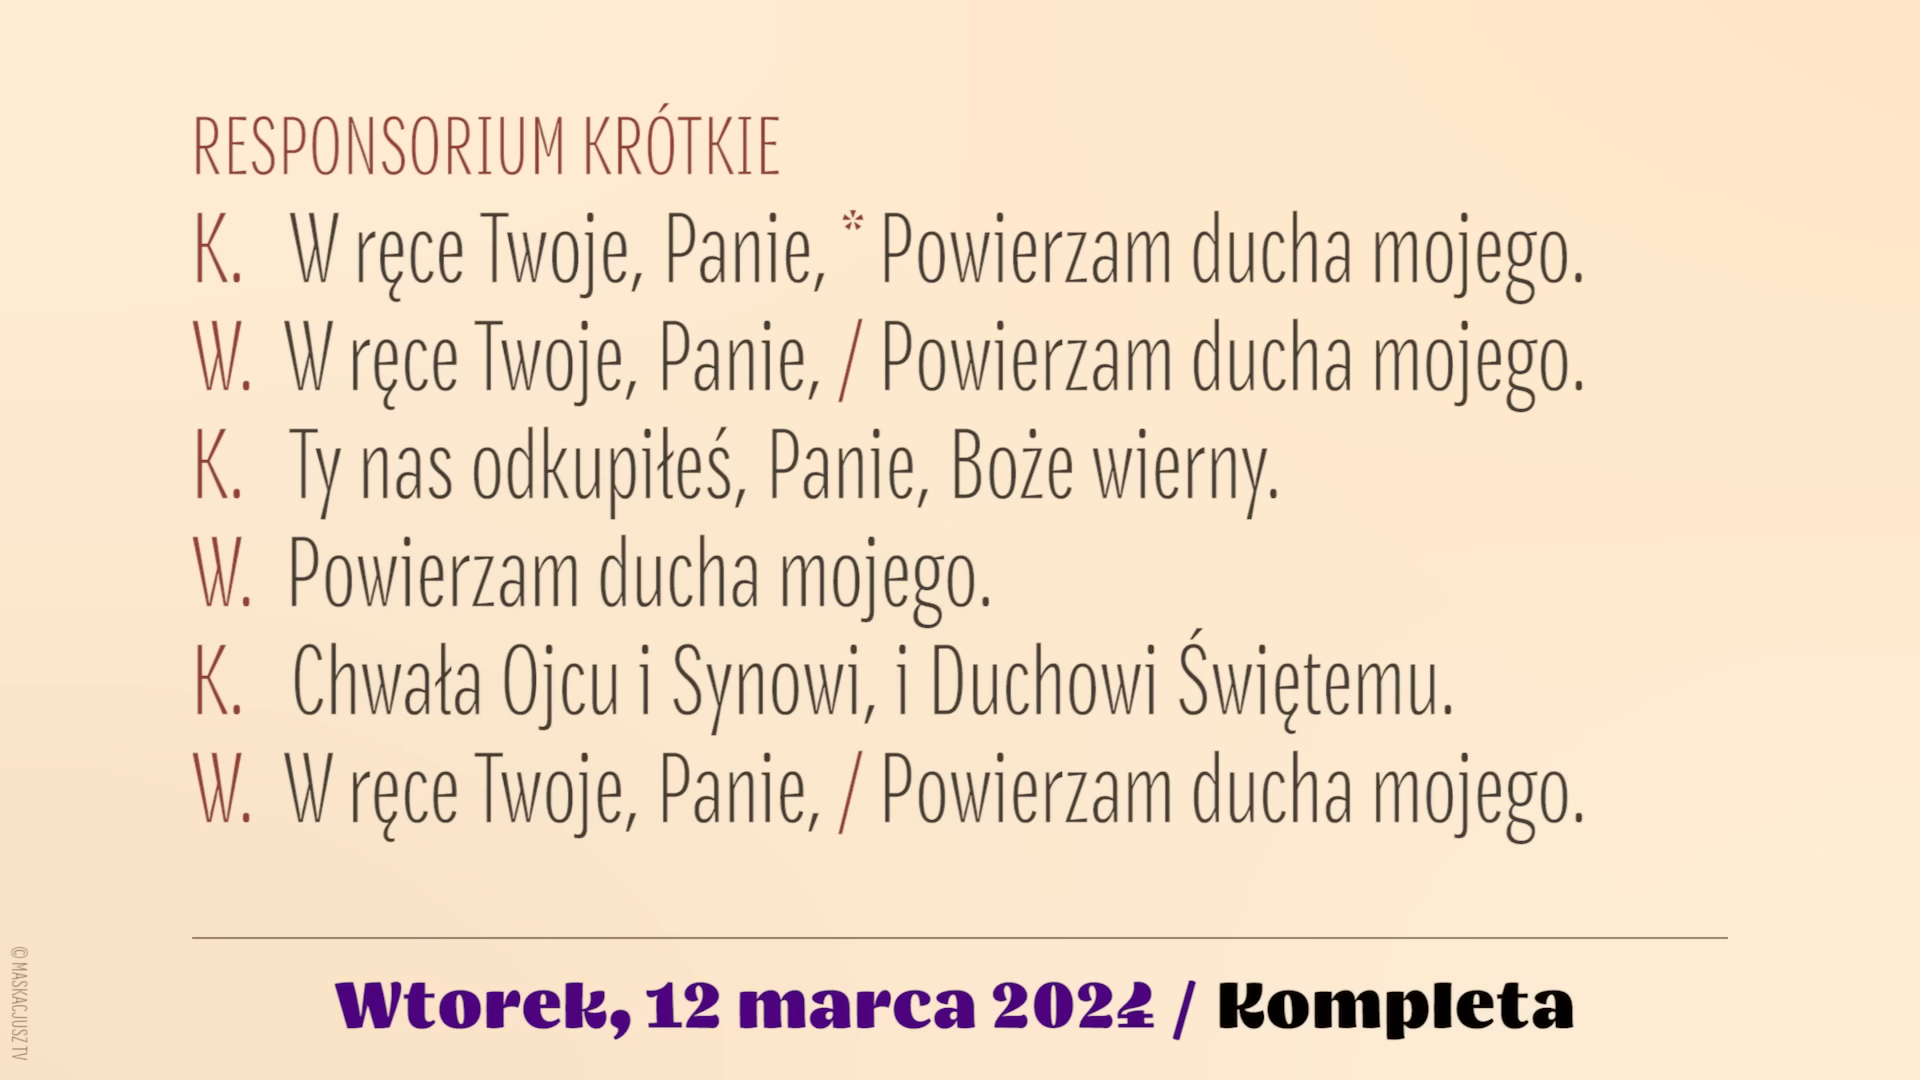 RESPONSORIUM KRÓTKIE
K. W ręce Twoje, Panie, * Powierzam ducha mojego.
W. W ręce Twoje, Panie, / Powierzam ducha mojego.
K. Ty nas odkupiłeś, Panie, Boże wierny.
W. Powierzam ducha mojego.
K. Chwała Ojcu i Synowi, i Duchowi Świętemu.
W. W ręce Twoje, Panie, / Powierzam ducha mojego.
Wtorek, 12 marca 2024 / Kompleta
© MASKACJUSZ TV